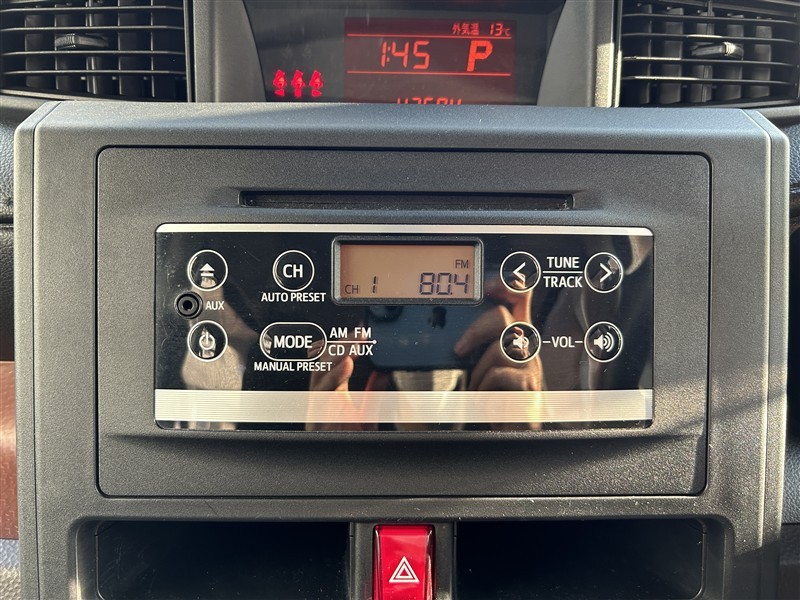 外気温 13℃
1:45 P
FM
CH 1 80.4
CH
AUTO PRESET
AUX
MODE
AM FM
CD AUX
MANUAL PRESET
TUNE
TRACK
VOL